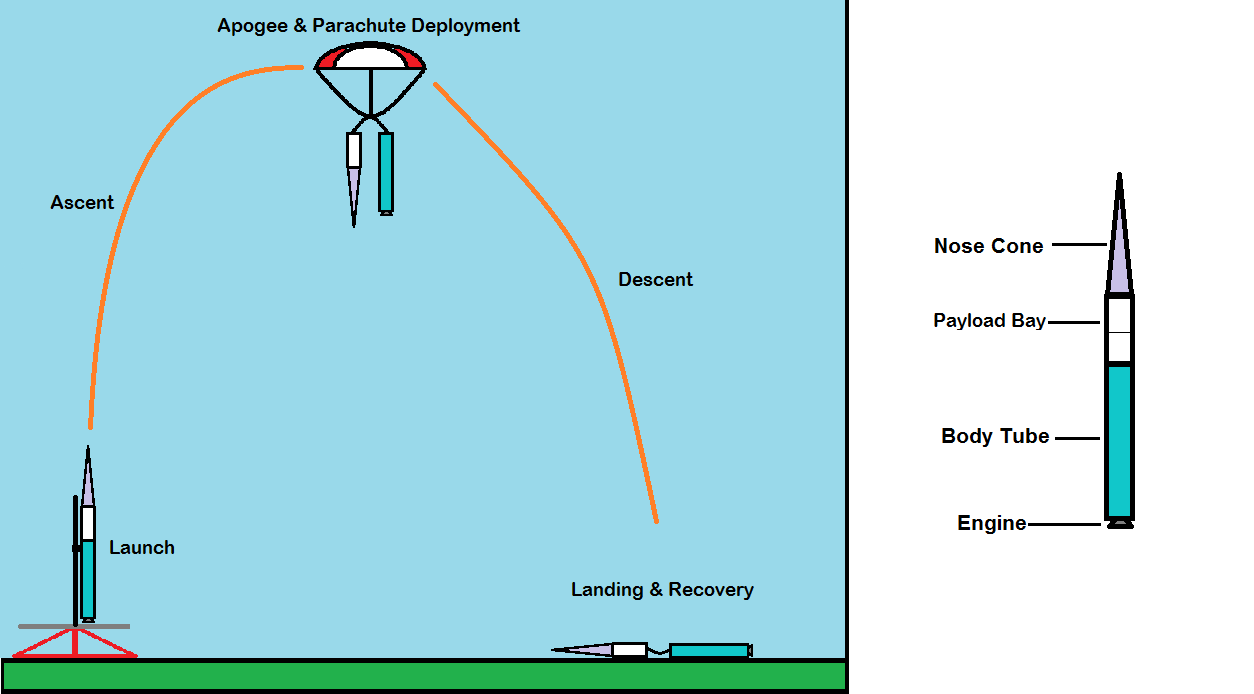 Apogee & Parachute Deployment
Ascent
Descent
Launch
Landing & Recovery
Nose Cone
Payload Bay
Body Tube
Engine